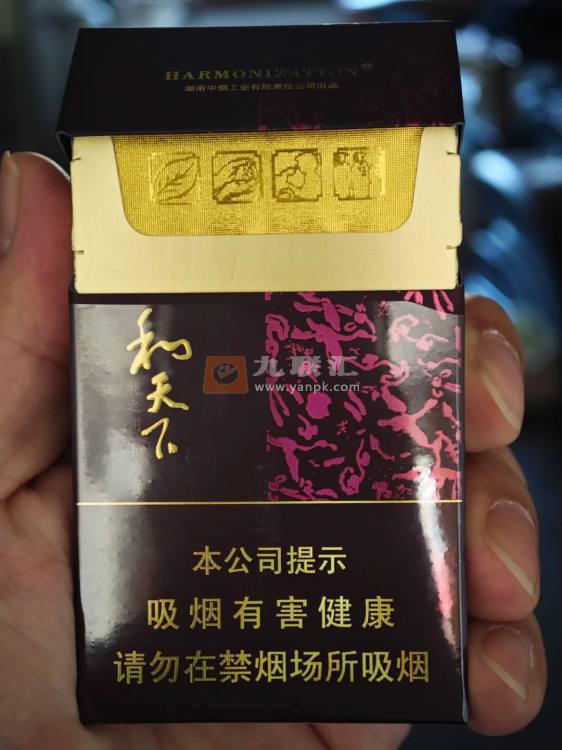 HARMONIZATION®
湖南中烟工业有限责任公司出品
和天下
九联汇
www.yanpk.com
本公司提示
吸烟有害健康
请勿在禁烟场所吸烟